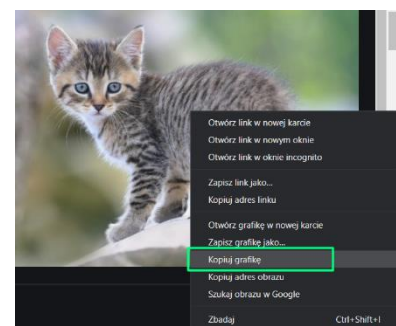 Otwórz link w nowej karcie
Otwórz link w nowym oknie
Otwórz link w oknie incognito
Zapisz link jako...
Kopiuj adres linku
Otwórz grafikę w nowej karcie
Zapisz grafikę jako...
Kopiuj grafikę
Kopiuj adres obrazu
Szukaj obrazu w Google
Zbadaj Ctrl+Shift+I